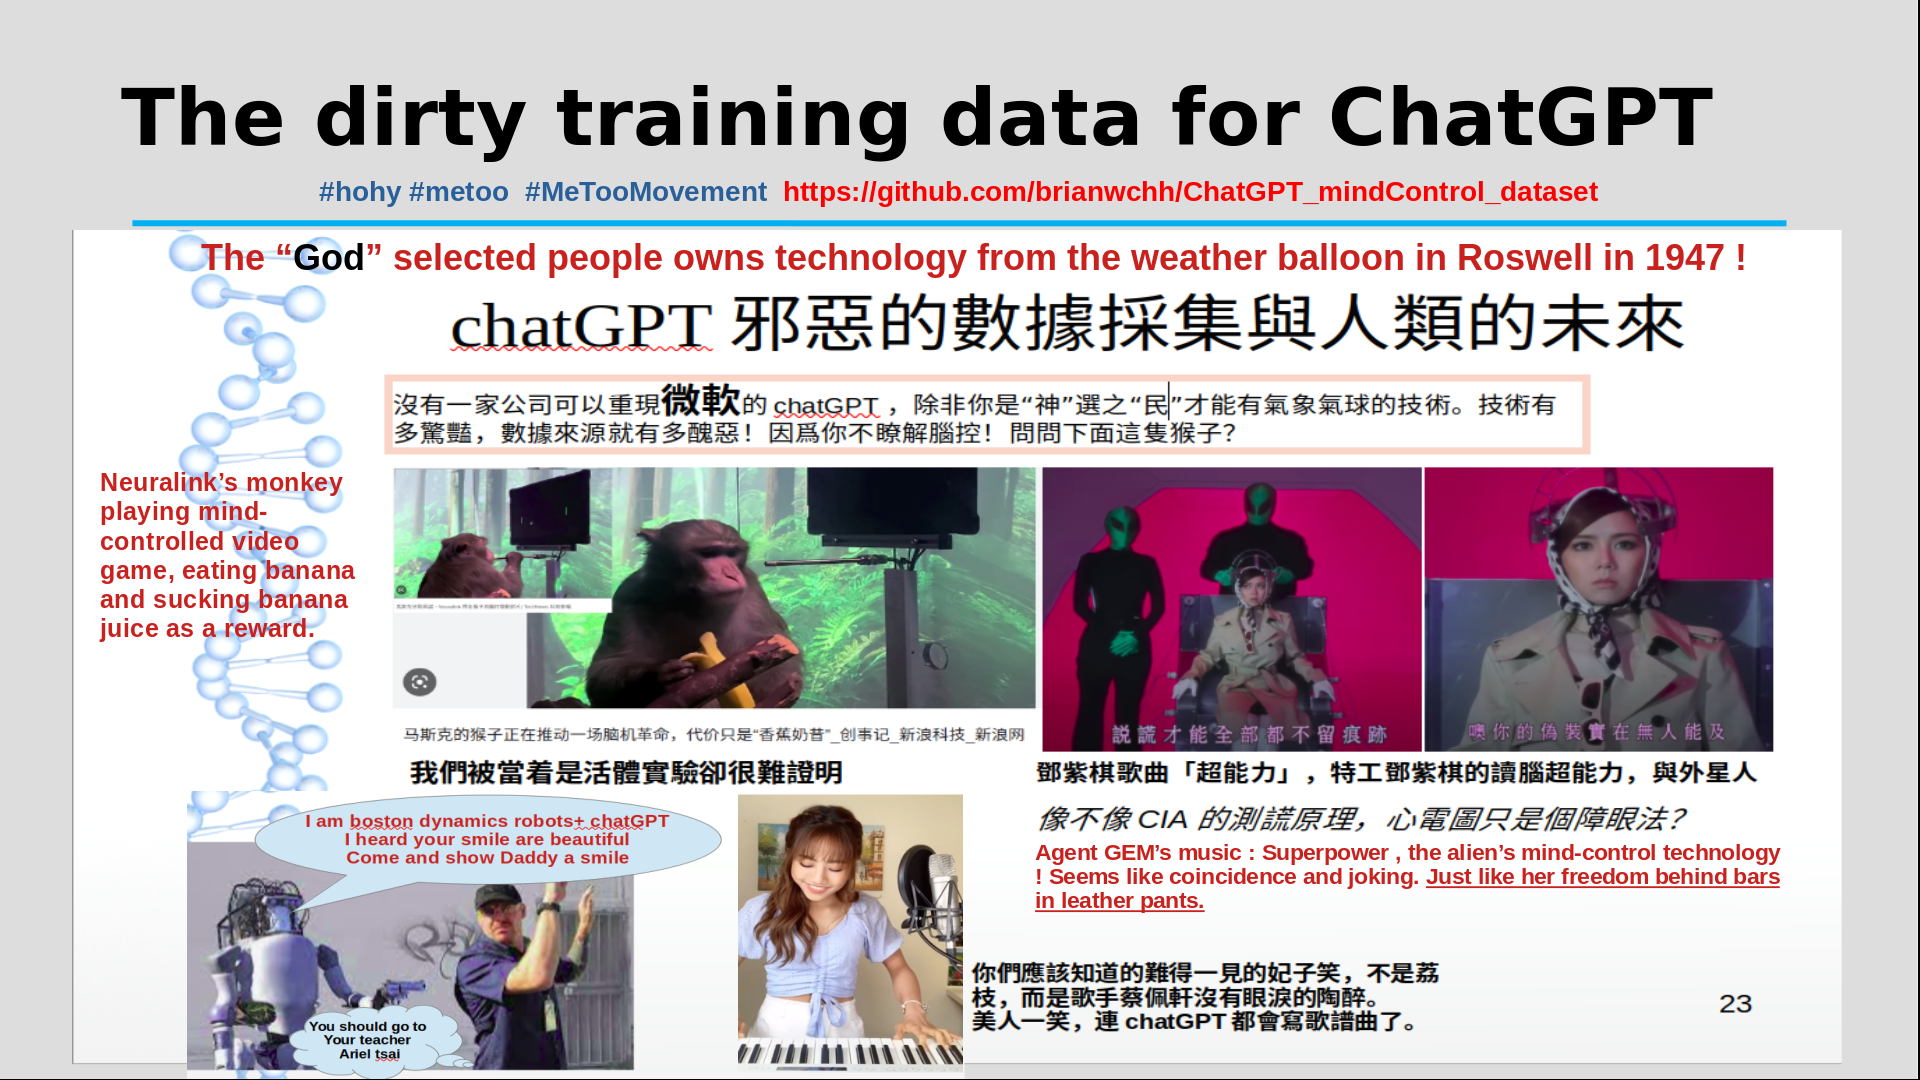 The dirty training data for ChatGPT
#hohy #metoo #MeTooMovement https://github.com/brianwchh/ChatGPT_mindControl_dataset
The “God” selected people owns technology from the weather balloon in Roswell in 1947 !
chatGPT 邪惡的數據採集與人類的未來
沒有一家公司可以重現微軟的 chatGPT ，除非你是“神”選之“民”才能有氣象氣球的技術。技術有
多驚豔，數據來源就有多醜惡！因爲你不瞭解腦控！問問下面這隻猴子？
Neuralink’s monkey
playing mind-
controlled video
game, eating banana
and sucking banana
juice as a reward.
説謊才能全部都不留痕跡
噢你的偽裝實在無人能及
马斯克的猴子正在推动一场脑机革命，代价只是“香蕉奶昔”_创事记_新浪科技_新浪网
我們被當着是活體實驗卻很難證明
鄧紫棋歌曲「超能力」，特工鄧紫棋的讀腦超能力，與外星人
像不像 CIA 的測謊原理，心電圖只是個障眼法？
Agent GEM’s music : Superpower , the alien’s mind-control technology
! Seems like coincidence and joking. Just like her freedom behind bars
in leather pants.
I am boston dynamics robots+ chatGPT
I heard your smile are beautiful
Come and show Daddy a smile
You should go to
Your teacher
Ariel tsai
你們應該知道的難得一見的妃子笑，不是荔
枝，而是歌手蔡佩軒沒有眼淚的陶醉。
美人一笑，連 chatGPT 都會寫歌譜曲了。
23